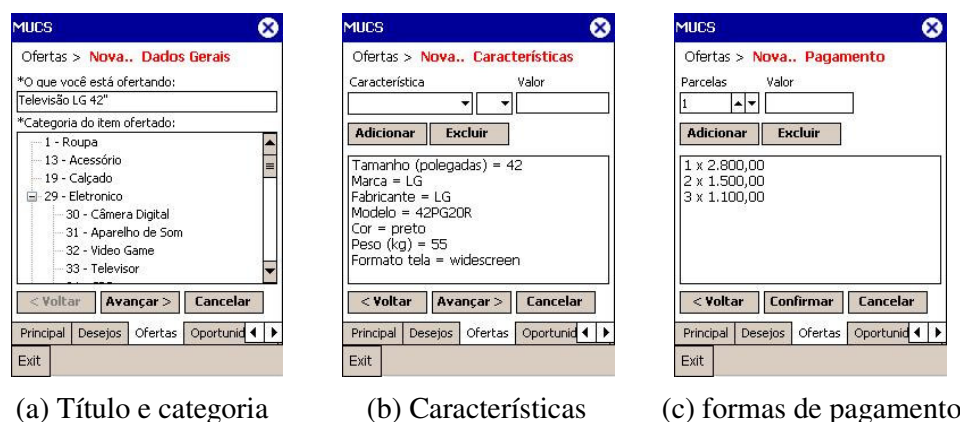 MUCS
Ofertas > Nova.. Dados Gerais
*O que você está ofertando:
Televisão LG 42"
*Categoria do item ofertado:
1 - Roupa
13 - Acessório
19 - Calçado
29 - Eletronico
30 - Câmera Digital
31 - Aparelho de Som
32 - Video Game
33 - Televisor
< Voltar Avançar > Cancelar
Principal Desejos Ofertas Oportunid
Exit
(a) Título e categoria
MUCS
Ofertas > Nova.. Características
Característica Valor
Adicionar Excluir
Tamanho (polegadas) = 42
Marca = LG
Fabricante = LG
Modelo = 42PG20R
Cor = preto
Peso (kg) = 55
Formato tela = widescreen
< Voltar Avançar > Cancelar
Principal Desejos Ofertas Oportunid
Exit
(b) Características
MUCS
Ofertas > Nova.. Pagamento
Parcelas Valor
1
Adicionar Excluir
1 x 2.800,00
2 x 1.500,00
3 x 1.100,00
< Voltar Confirmar Cancelar
Principal Desejos Ofertas Oportunid
Exit
(c) formas de pagamento